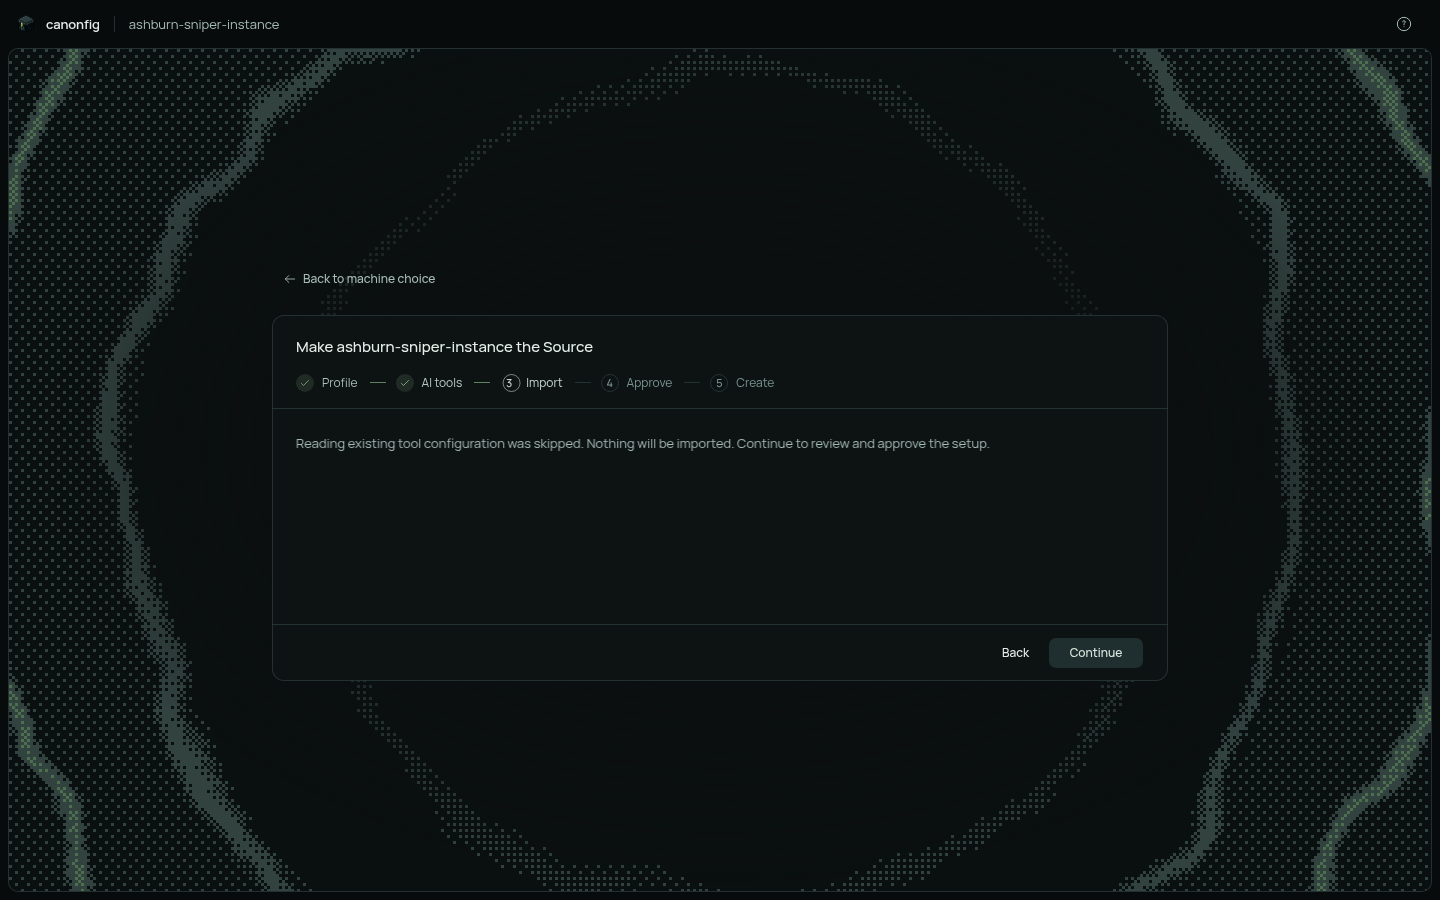 canonfig
ashburn-sniper-instance
?
Back to machine choice
Make ashburn-sniper-instance the Source
Profile
AI tools
3 Import
4 Approve
5 Create
Reading existing tool configuration was skipped. Nothing will be imported. Continue to review and approve the setup.
Back
Continue